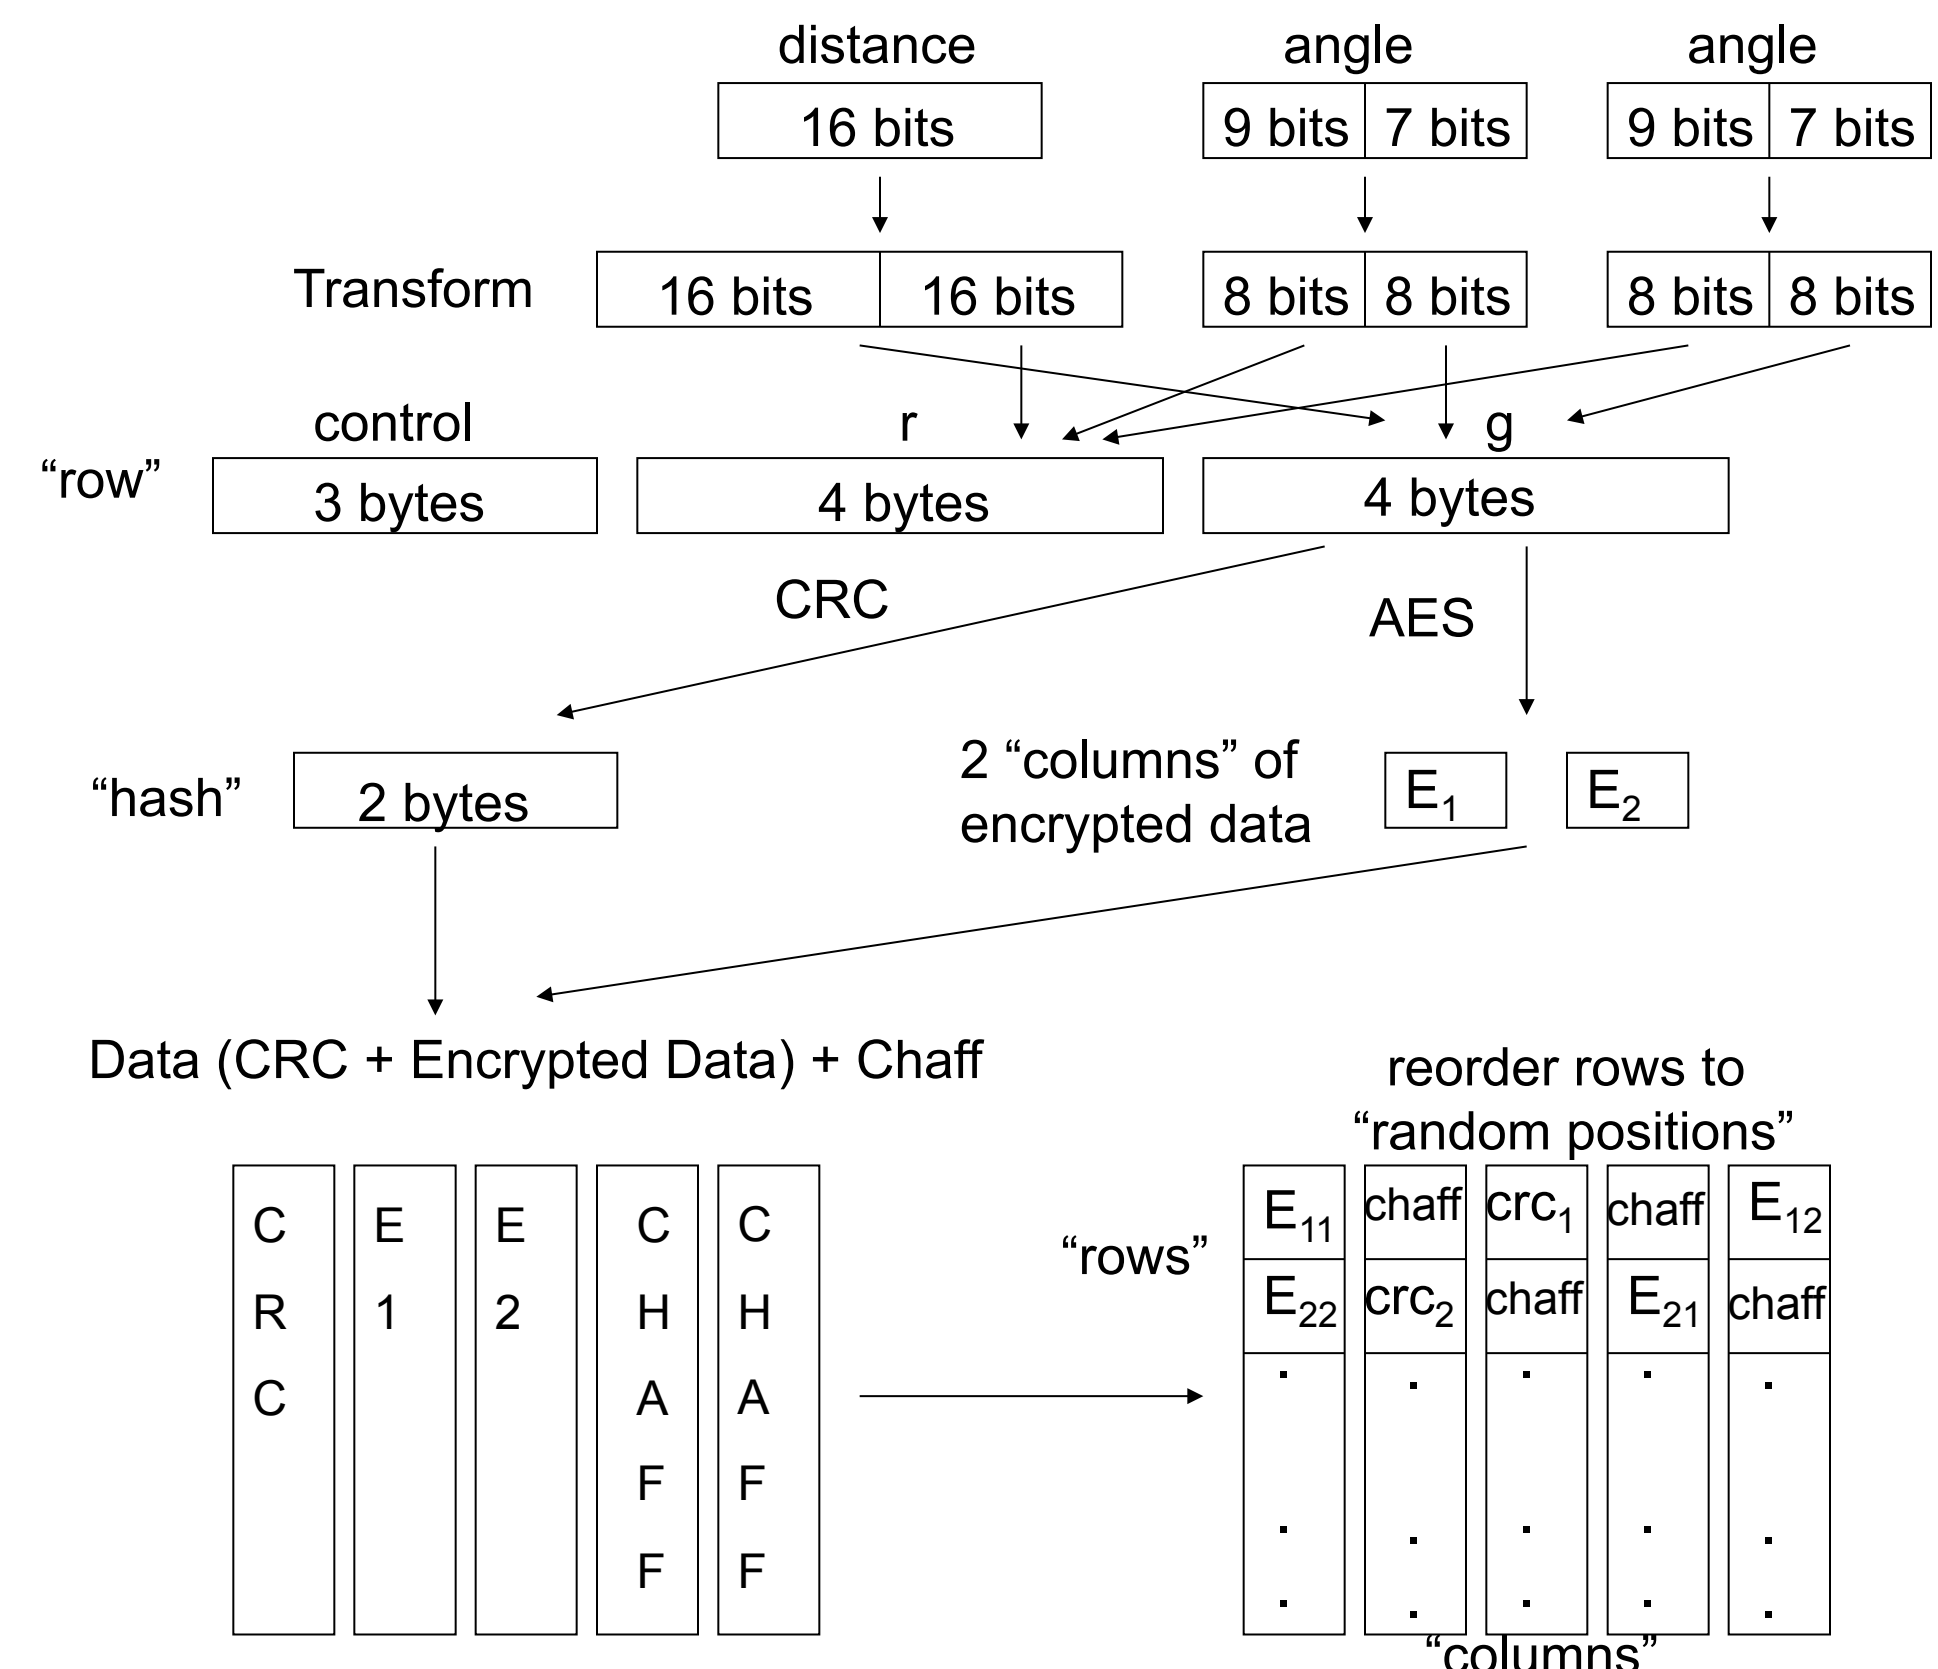 distance angle angle
16 bits 9 bits 7 bits 9 bits 7 bits
Transform 16 bits 16 bits 8 bits 8 bits 8 bits 8 bits
control r g
“row” 3 bytes 4 bytes 4 bytes
CRC AES
2 “columns” of
encrypted data
“hash” 2 bytes E₁ E₂
Data (CRC + Encrypted Data) + Chaff
reorder rows to
“random positions”
C E E C C
R 1 2 H H
C A A
F F
F F
“rows”
E₁₁ chaff crc₁ chaff E₁₂
E₂₂ crc₂ chaff E₂₁ chaff
. . . . .
. . . . .
. . . . .
“columns”